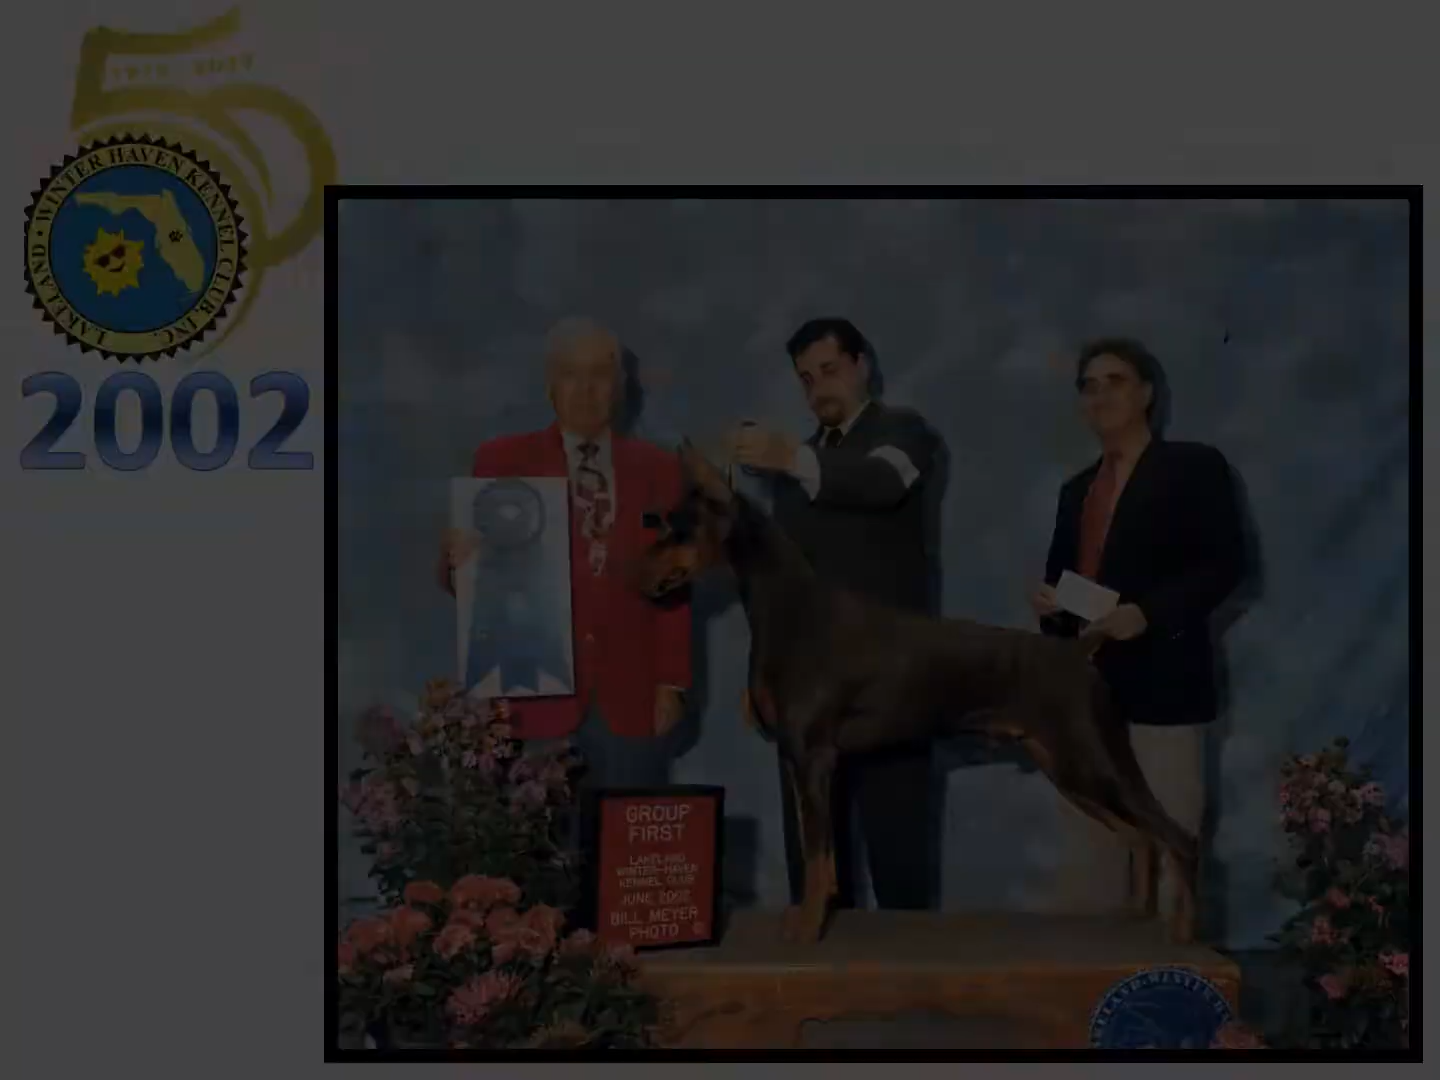 50
LAKELAND • WINTER HAVEN KENNEL CLUB, INC.
2002
GROUP
FIRST
LAKELAND
WINTER-HAVEN
KENNEL CLUB
JUNE 2002
BILL MEYER
PHOTO ©